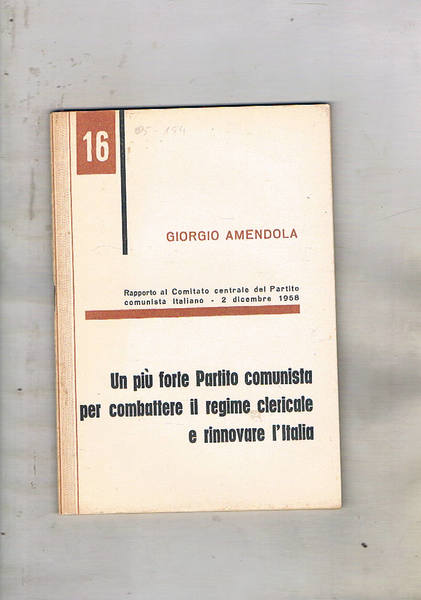 16
GIORGIO AMENDOLA
Rapporto al Comitato centrale del Partito
comunista Italiano - 2 dicembre 1958
Un più forte Partito comunista
per combattere il regime clericale
e rinnovare l'Italia